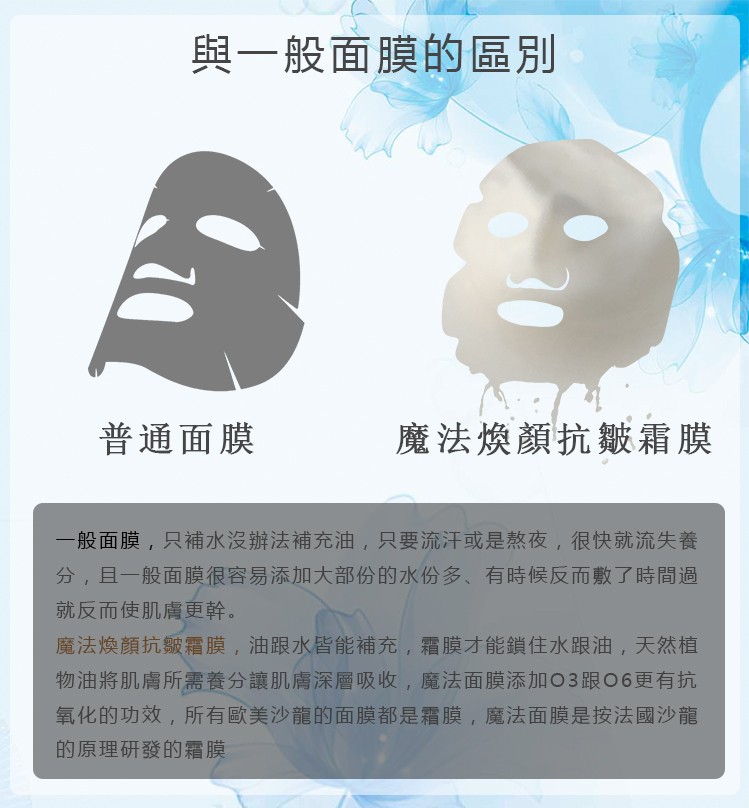 與一般面膜的區別
普通面膜
魔法煥顏抗皺霜膜
一般面膜，只補水沒辦法補充油，只要流汗或是熬夜，很快就流失養
分，且一般面膜很容易添加大部份的水份多、有時候反而敷了時間過
就反而使肌膚更幹。
魔法煥顏抗皺霜膜，油跟水皆能補充，霜膜才能鎖住水跟油，天然植
物油將肌膚所需養分讓肌膚深層吸收，魔法面膜添加O3跟O6更有抗
氧化的功效，所有歐美沙龍的面膜都是霜膜，魔法面膜是按法國沙龍
的原理研發的霜膜